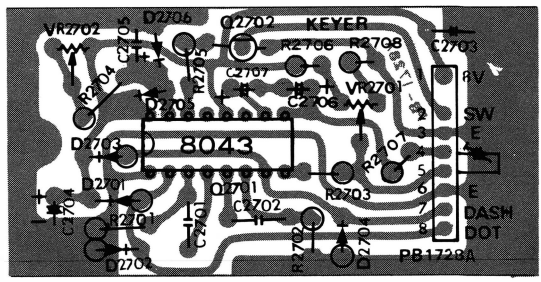 D2706
Q2702
KEYER
VR2702
C2705
R2705
R2706
R2708
C2703
R2704
D2705
C2707
C2706
VR2701
1
8V
2
SW
3
E
4
5
6
E
7
DASH
8
DOT
8043
D2703
R2707
D2701
Q2701
R2703
C2704
R2701
C2701
C2702
R2702
D2704
D2702
PB1728A